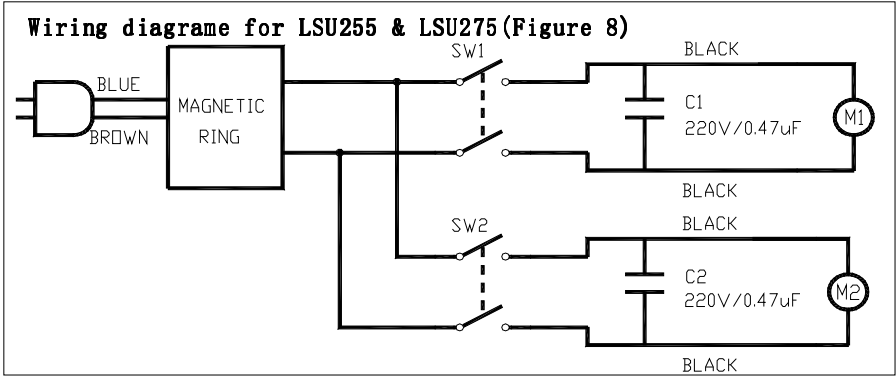 Wiring diagrame for LSU255 & LSU275(Figure 8)
SW1
BLACK
BLUE
MAGNETIC
RING
BROWN
C1
220V/0.47uF
M1
BLACK
SW2
BLACK
C2
220V/0.47uF
M2
BLACK